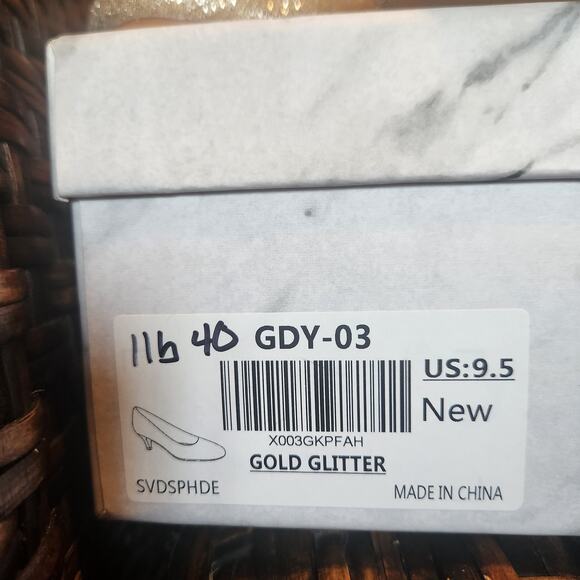 11b 40 GDY-03
US:9.5
New
X003GKPFAH
GOLD GLITTER
SVDSPHDE
MADE IN CHINA